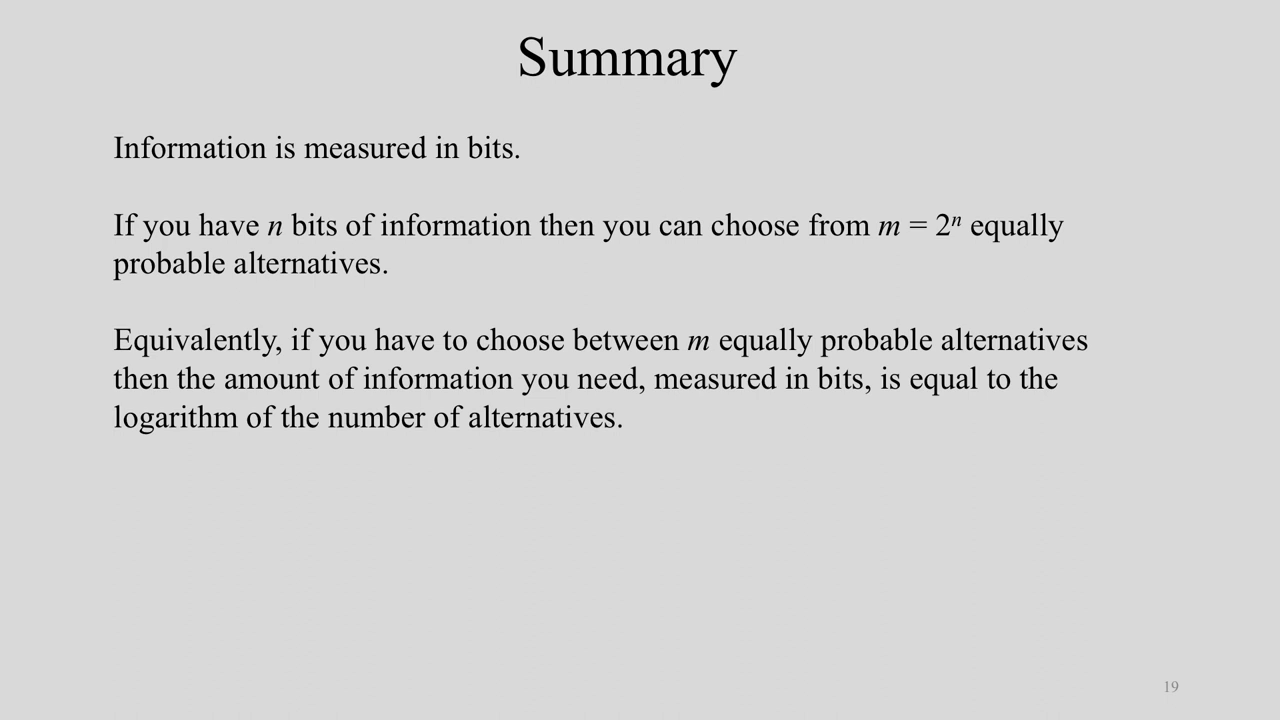 Summary
Information is measured in bits.
If you have n bits of information then you can choose from m = 2ⁿ equally
probable alternatives.
Equivalently, if you have to choose between m equally probable alternatives
then the amount of information you need, measured in bits, is equal to the
logarithm of the number of alternatives.
19